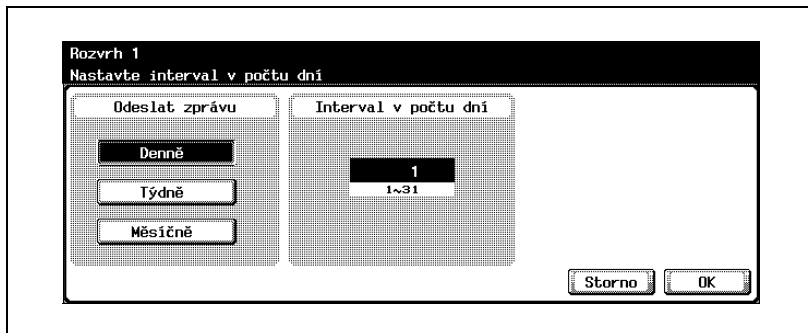 Rozvrh 1
Nastavte interval v počtu dní
Odeslat zprávu
Interval v počtu dní
Denně
1
1~31
Týdně
Měsíčně
Storno
OK